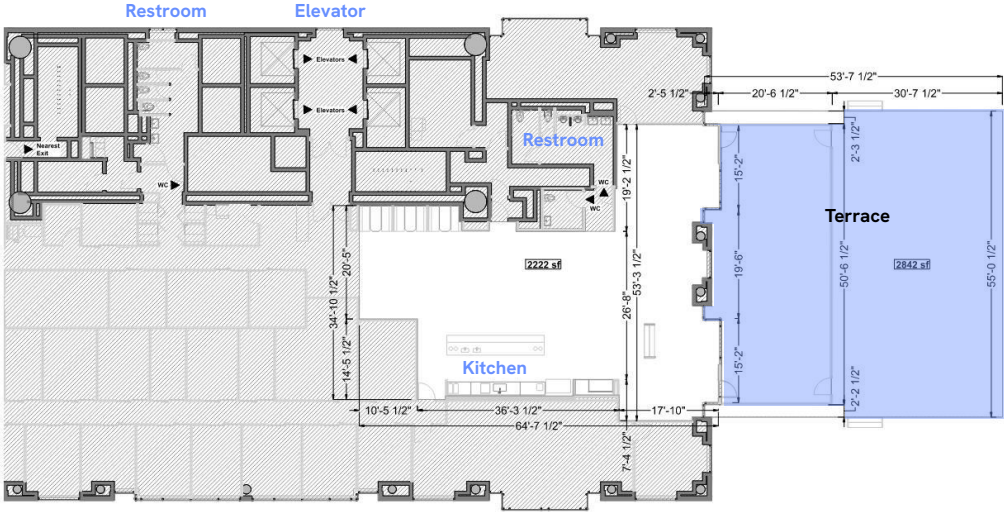 Restroom
Elevator
Elevators
Elevators
53'-7 1/2"
2'-5 1/2"
20'-6 1/2"
30'-7 1/2"
Restroom
Nearest
Exit
WC
WC
WC
19'-2 1/2"
15'-2"
2'-3 1/2"
Terrace
2222 sf
2842 sf
20'-5"
34'-10 1/2"
14'-5 1/2"
26'-8"
53'-3 1/2"
19'-6"
50'-6 1/2"
55'-0 1/2"
15'-2"
2'-2 1/2"
Kitchen
10'-5 1/2"
36'-3 1/2"
17'-10"
64'-7 1/2"
7'-4 1/2"